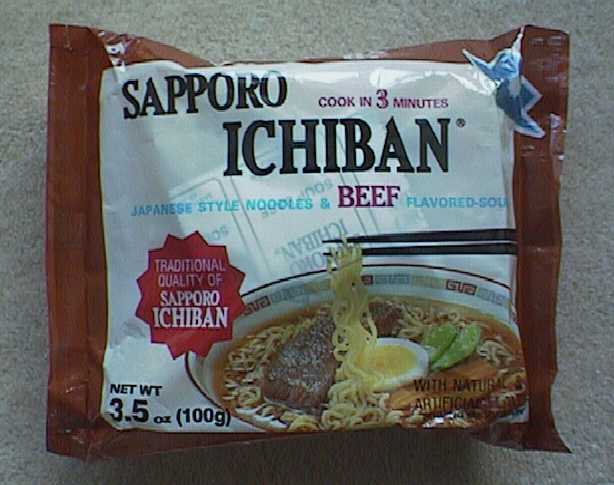 SAPPORO
COOK IN 3 MINUTES
ICHIBAN®
JAPANESE STYLE NOODLES & BEEF FLAVORED-SOU
TRADITIONAL
QUALITY OF
SAPPORO
ICHIBAN
NET WT
3.5 oz (100g)
WITH NATURAL &
ARTIFICIAL